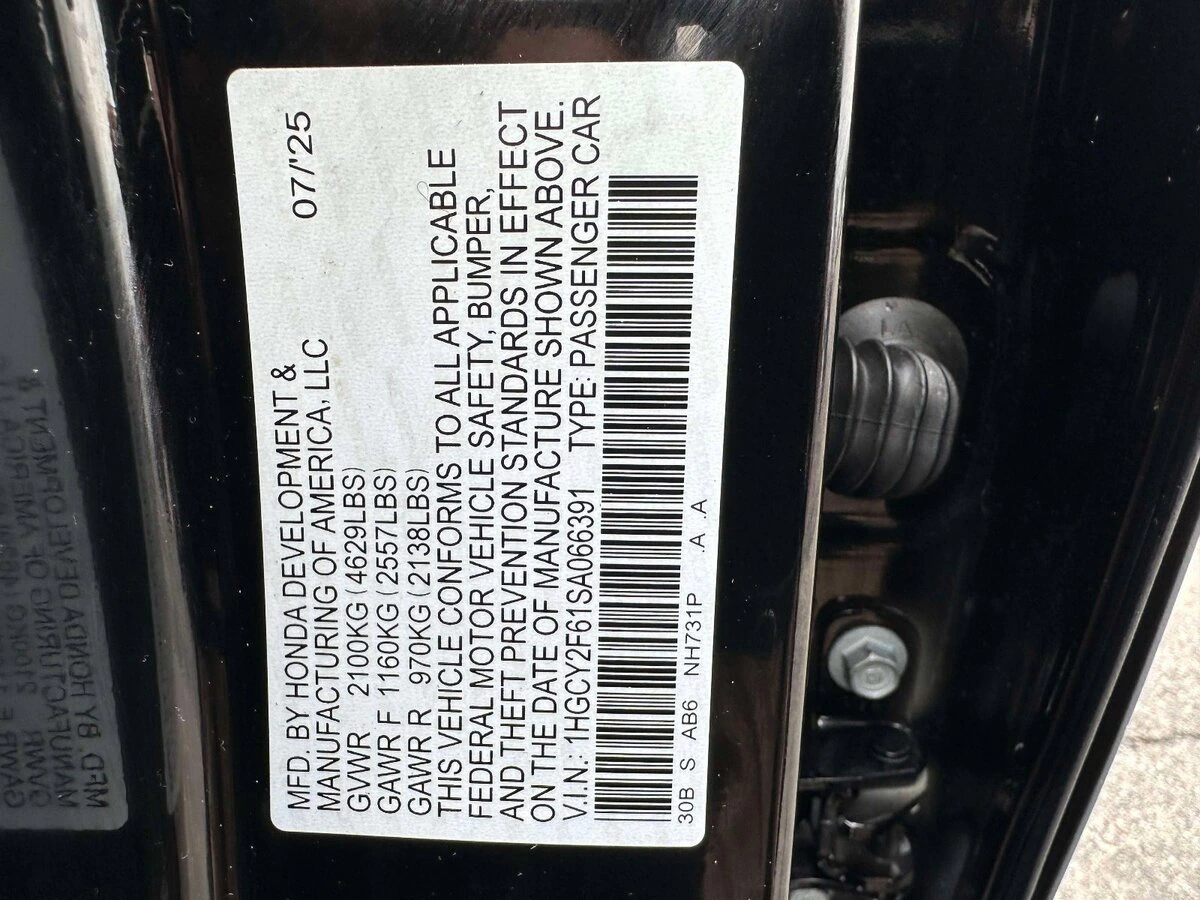 MFD. BY HONDA DEVELOPMENT &
MANUFACTURING OF AMERICA, LLC 07/'25
GVWR 2100KG (4629LBS)
GAWR F 1160KG (2557LBS)
GAWR R 970KG (2138LBS)
THIS VEHICLE CONFORMS TO ALL APPLICABLE
FEDERAL MOTOR VEHICLE SAFETY, BUMPER,
AND THEFT PREVENTION STANDARDS IN EFFECT
ON THE DATE OF MANUFACTURE SHOWN ABOVE.
V.I.N.: 1HGCY2F61SA066391 TYPE: PASSENGER CAR
30B S AB6 NH731P .A .A